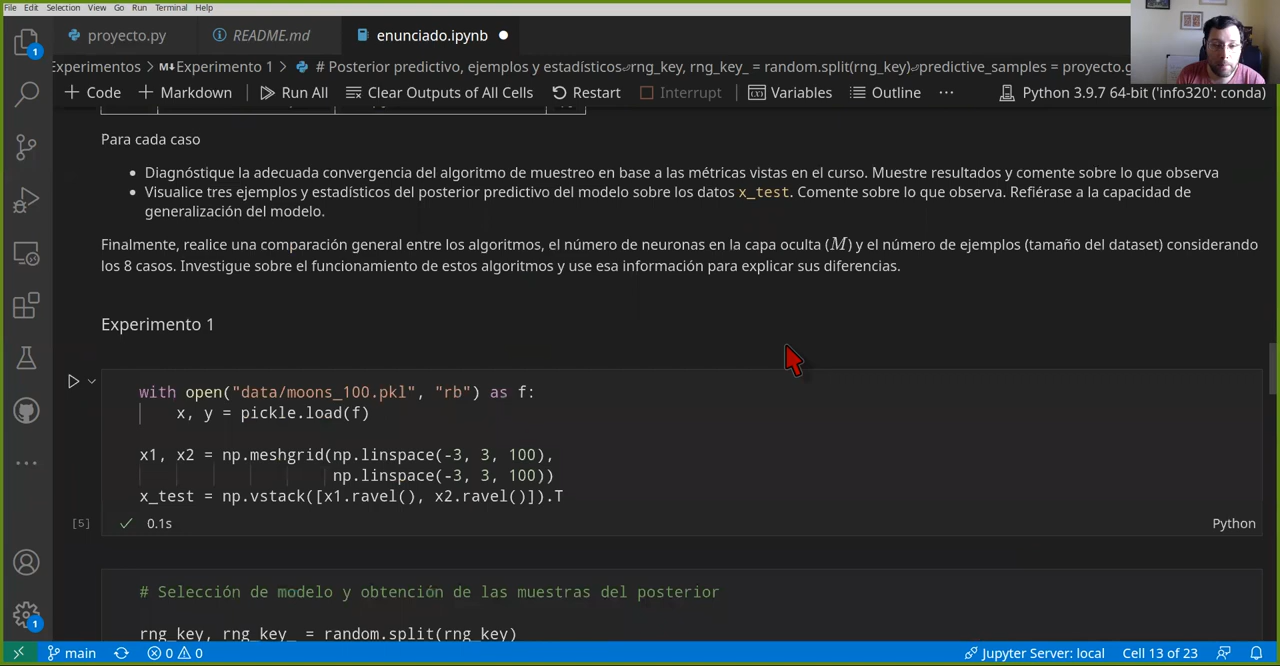 File Edit Selection View Go Run Terminal Help
proyecto.py README.md enunciado.ipynb
Experimentos > M↓Experimento 1 > # Posterior predictivo, ejemplos y estadísticos⏎rng_key, rng_key_ = random.split(rng_key)⏎predictive_samples = proyecto.g
+ Code + Markdown Run All Clear Outputs of All Cells Restart Interrupt Variables Outline ··· Python 3.9.7 64-bit ('info320': conda)
Para cada caso
• Diagnóstique la adecuada convergencia del algoritmo de muestreo en base a las métricas vistas en el curso. Muestre resultados y comente sobre lo que observa
• Visualice tres ejemplos y estadísticos del posterior predictivo del modelo sobre los datos x_test. Comente sobre lo que observa. Refiérase a la capacidad de
generalización del modelo.
Finalmente, realice una comparación general entre los algoritmos, el número de neuronas en la capa oculta (M) y el número de ejemplos (tamaño del dataset) considerando
los 8 casos. Investigue sobre el funcionamiento de estos algoritmos y use esa información para explicar sus diferencias.
Experimento 1
with open("data/moons_100.pkl", "rb") as f:
x, y = pickle.load(f)
x1, x2 = np.meshgrid(np.linspace(-3, 3, 100),
np.linspace(-3, 3, 100))
x_test = np.vstack([x1.ravel(), x2.ravel()]).T
[5] ✓ 0.1s Python
# Selección de modelo y obtención de las muestras del posterior
rng_key, rng_key_ = random.split(rng_key)
1
1
main 0 0 Jupyter Server: local Cell 13 of 23